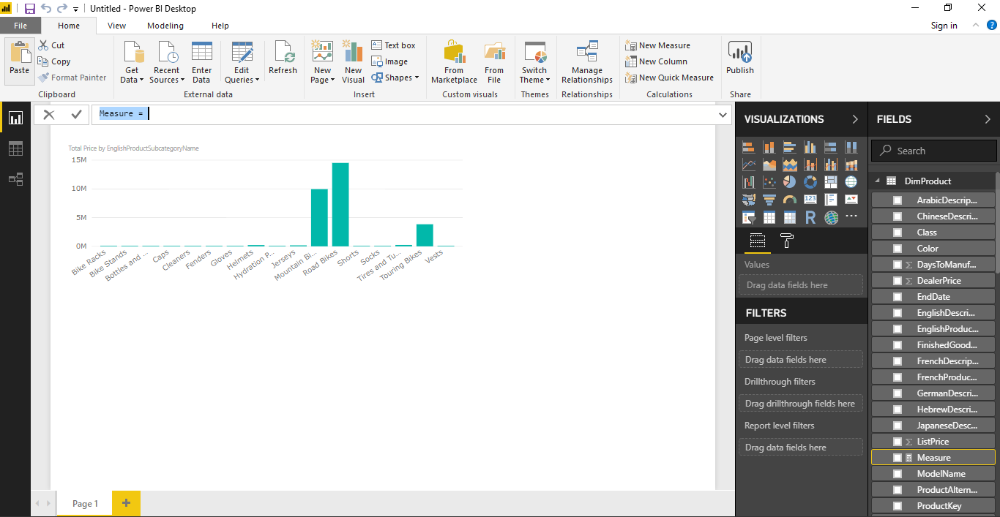 Untitled - Power BI Desktop
File Home View Modeling Help Sign in
Paste
Cut
Copy
Format Painter
Clipboard
Get Data
Recent Sources
Enter Data
Edit Queries
Refresh
External data
New Page
New Visual
Text box
Image
Shapes
Insert
From Marketplace
From File
Custom visuals
Switch Theme
Themes
Manage Relationships
Relationships
New Measure
New Column
New Quick Measure
Calculations
Publish
Share
Measure =
Total Price by EnglishProductSubcategoryName
15M
10M
5M
0M
Bike Racks
Bike Stands
Bottles and ...
Caps
Cleaners
Fenders
Gloves
Helmets
Hydration P...
Jerseys
Mountain Bi...
Road Bikes
Shorts
Socks
Tires and Tu...
Touring Bikes
Vests
Page 1
VISUALIZATIONS
123
R
Values
Drag data fields here
FILTERS
Page level filters
Drag data fields here
Drillthrough filters
Drag drillthrough fields here
Report level filters
Drag data fields here
FIELDS
Search
DimProduct
ArabicDescrip...
ChineseDescri...
Class
Color
DaysToManuf...
DealerPrice
EndDate
EnglishDescri...
EnglishProduc...
FinishedGood...
FrenchDescrip...
FrenchProduc...
GermanDescri...
HebrewDescri...
JapaneseDesc...
ListPrice
Measure
ModelName
ProductAltern...
ProductKey